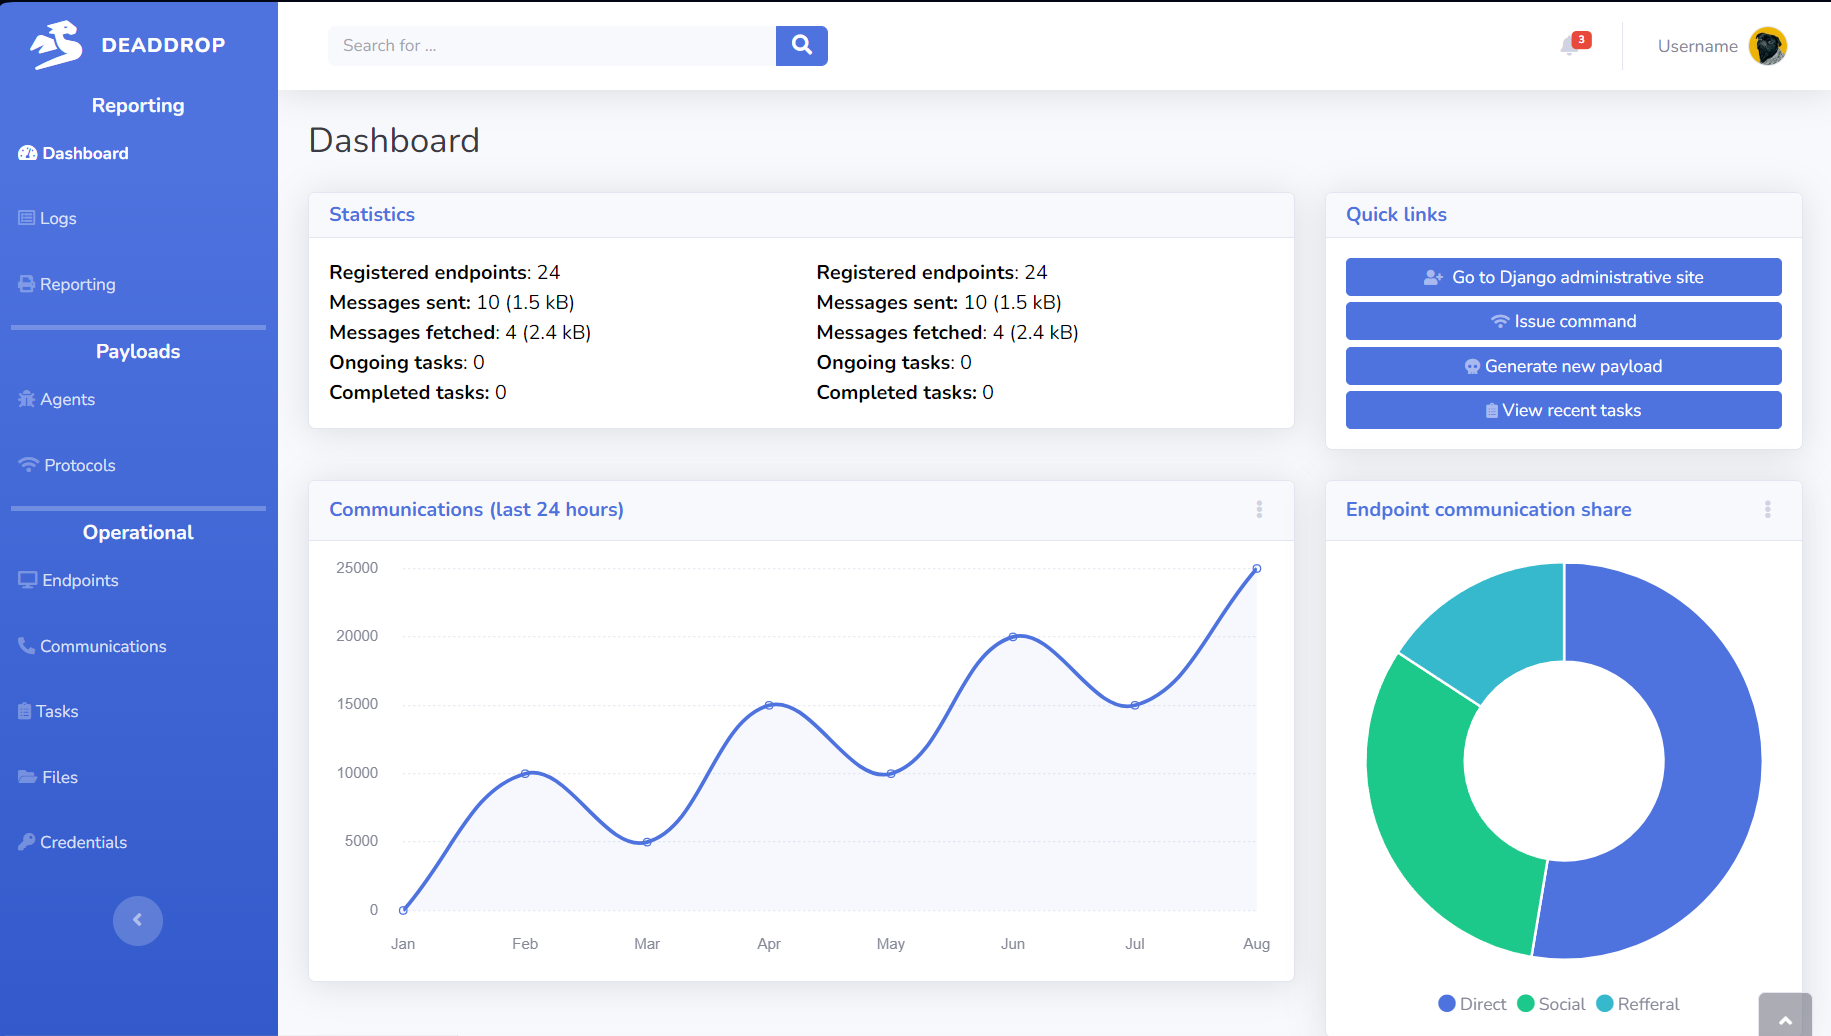 DEADDROP
Reporting
Dashboard
Logs
Reporting
Payloads
Agents
Protocols
Operational
Endpoints
Communications
Tasks
Files
Credentials
Search for ...
3
Username
Dashboard
Statistics
Registered endpoints: 24
Messages sent: 10 (1.5 kB)
Messages fetched: 4 (2.4 kB)
Ongoing tasks: 0
Completed tasks: 0
Registered endpoints: 24
Messages sent: 10 (1.5 kB)
Messages fetched: 4 (2.4 kB)
Ongoing tasks: 0
Completed tasks: 0
Quick links
Go to Django administrative site
Issue command
Generate new payload
View recent tasks
Communications (last 24 hours)
25000
20000
15000
10000
5000
0
Jan Feb Mar Apr May Jun Jul Aug
Endpoint communication share
Direct Social Refferal